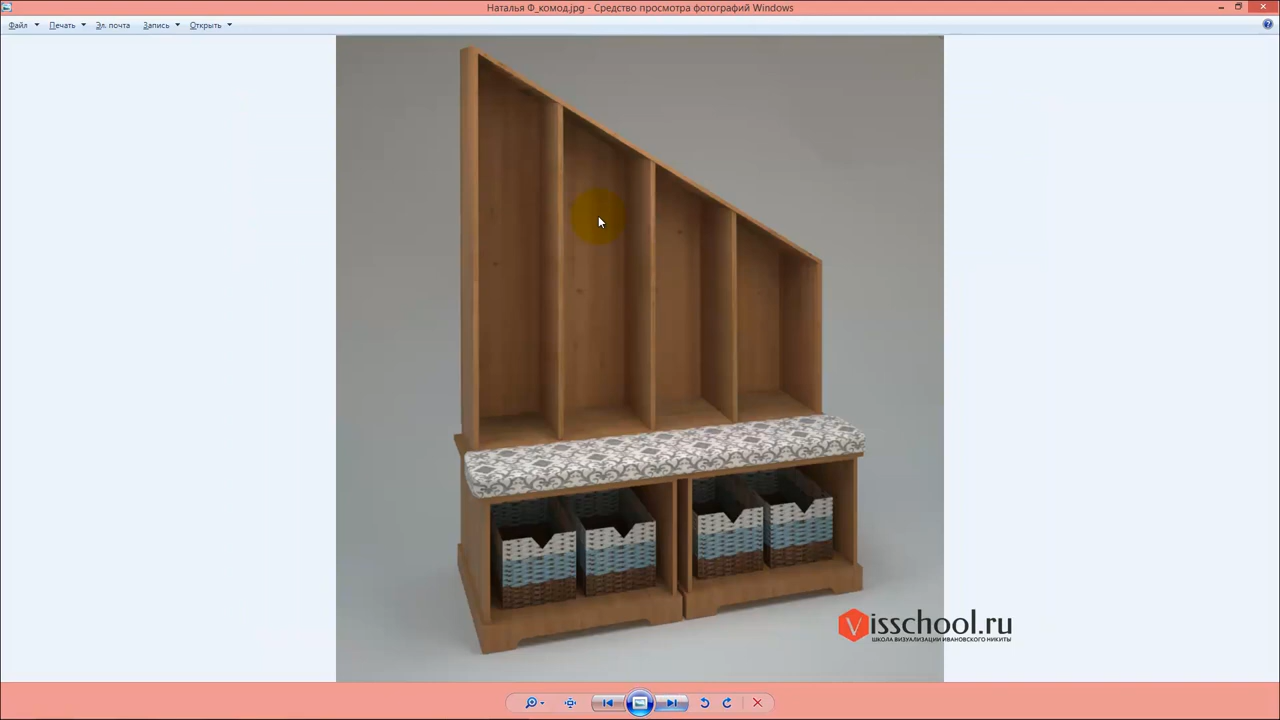 Наталья Ф_комод.jpg - Средство просмотра фотографий Windows
Файл Печать Эл. почта Запись Открыть
Visschool.ru
ШКОЛА ВИЗУАЛИЗАЦИИ ИВАНОВСКОГО НИКИТЫ